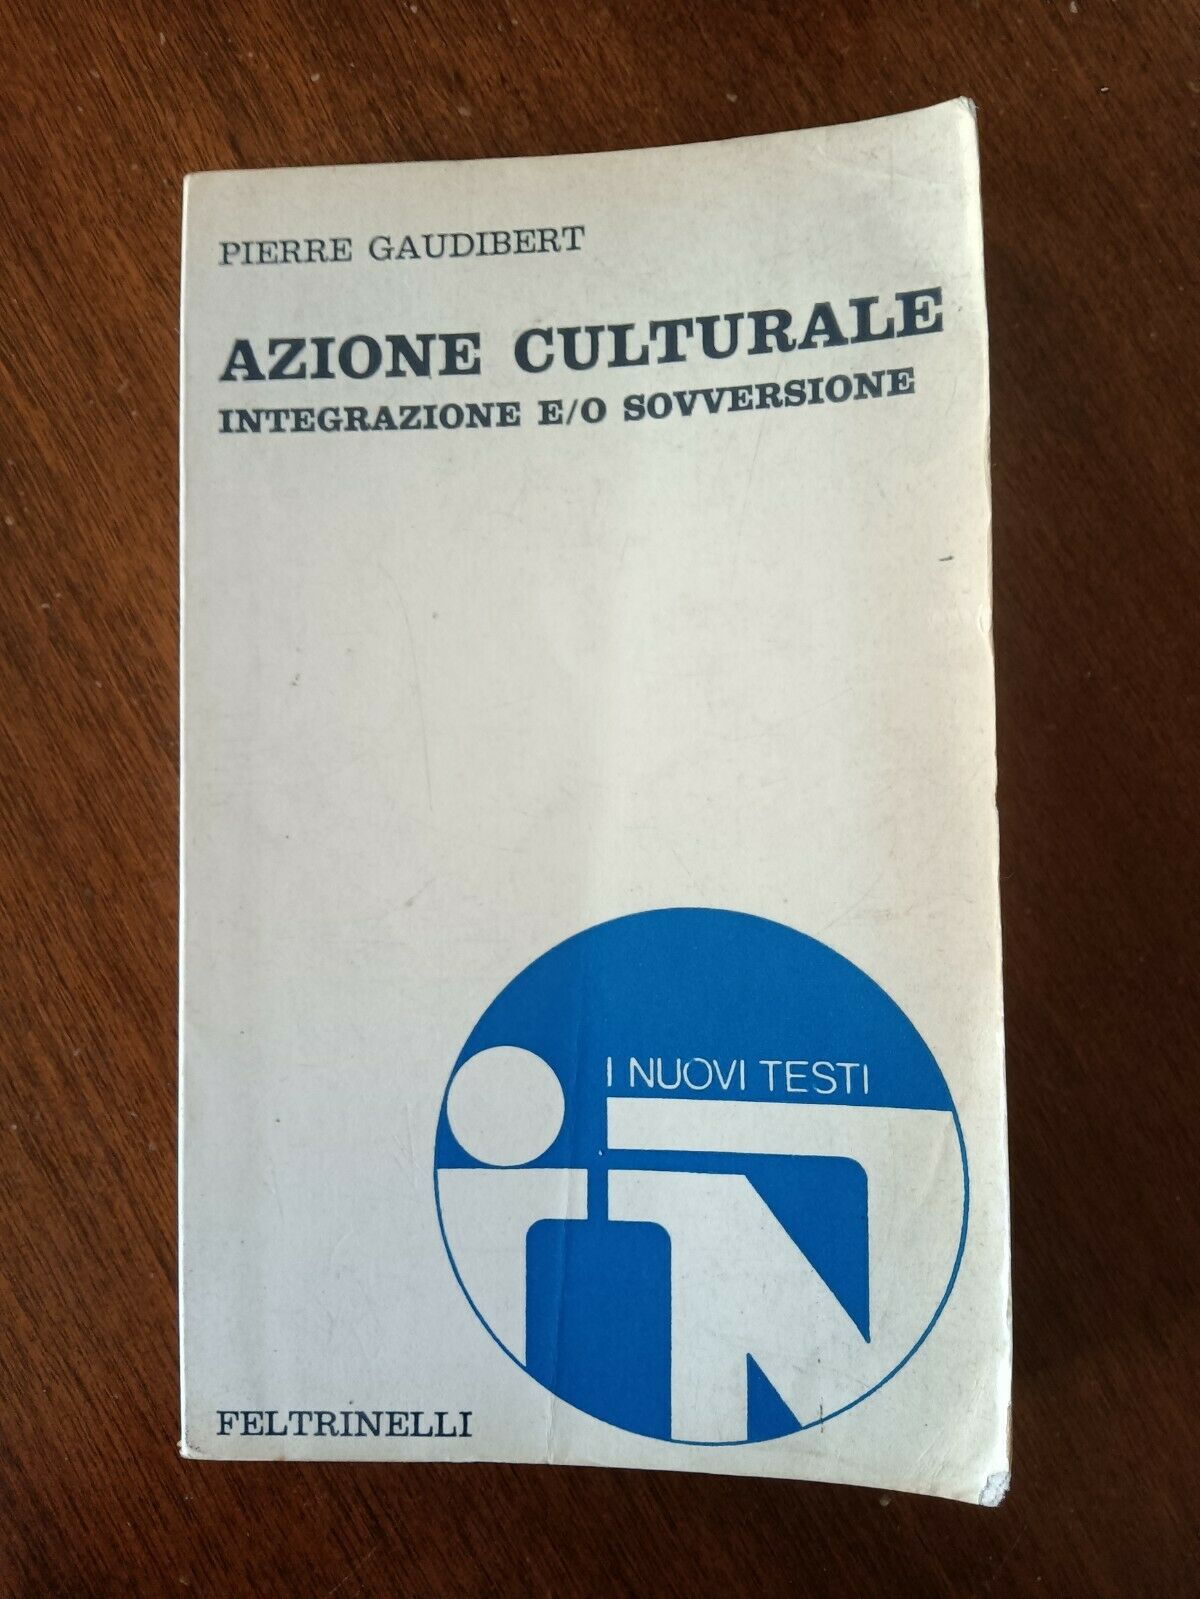 PIERRE GAUDIBERT
AZIONE CULTURALE
INTEGRAZIONE E/O SOVVERSIONE
I NUOVI TESTI
FELTRINELLI